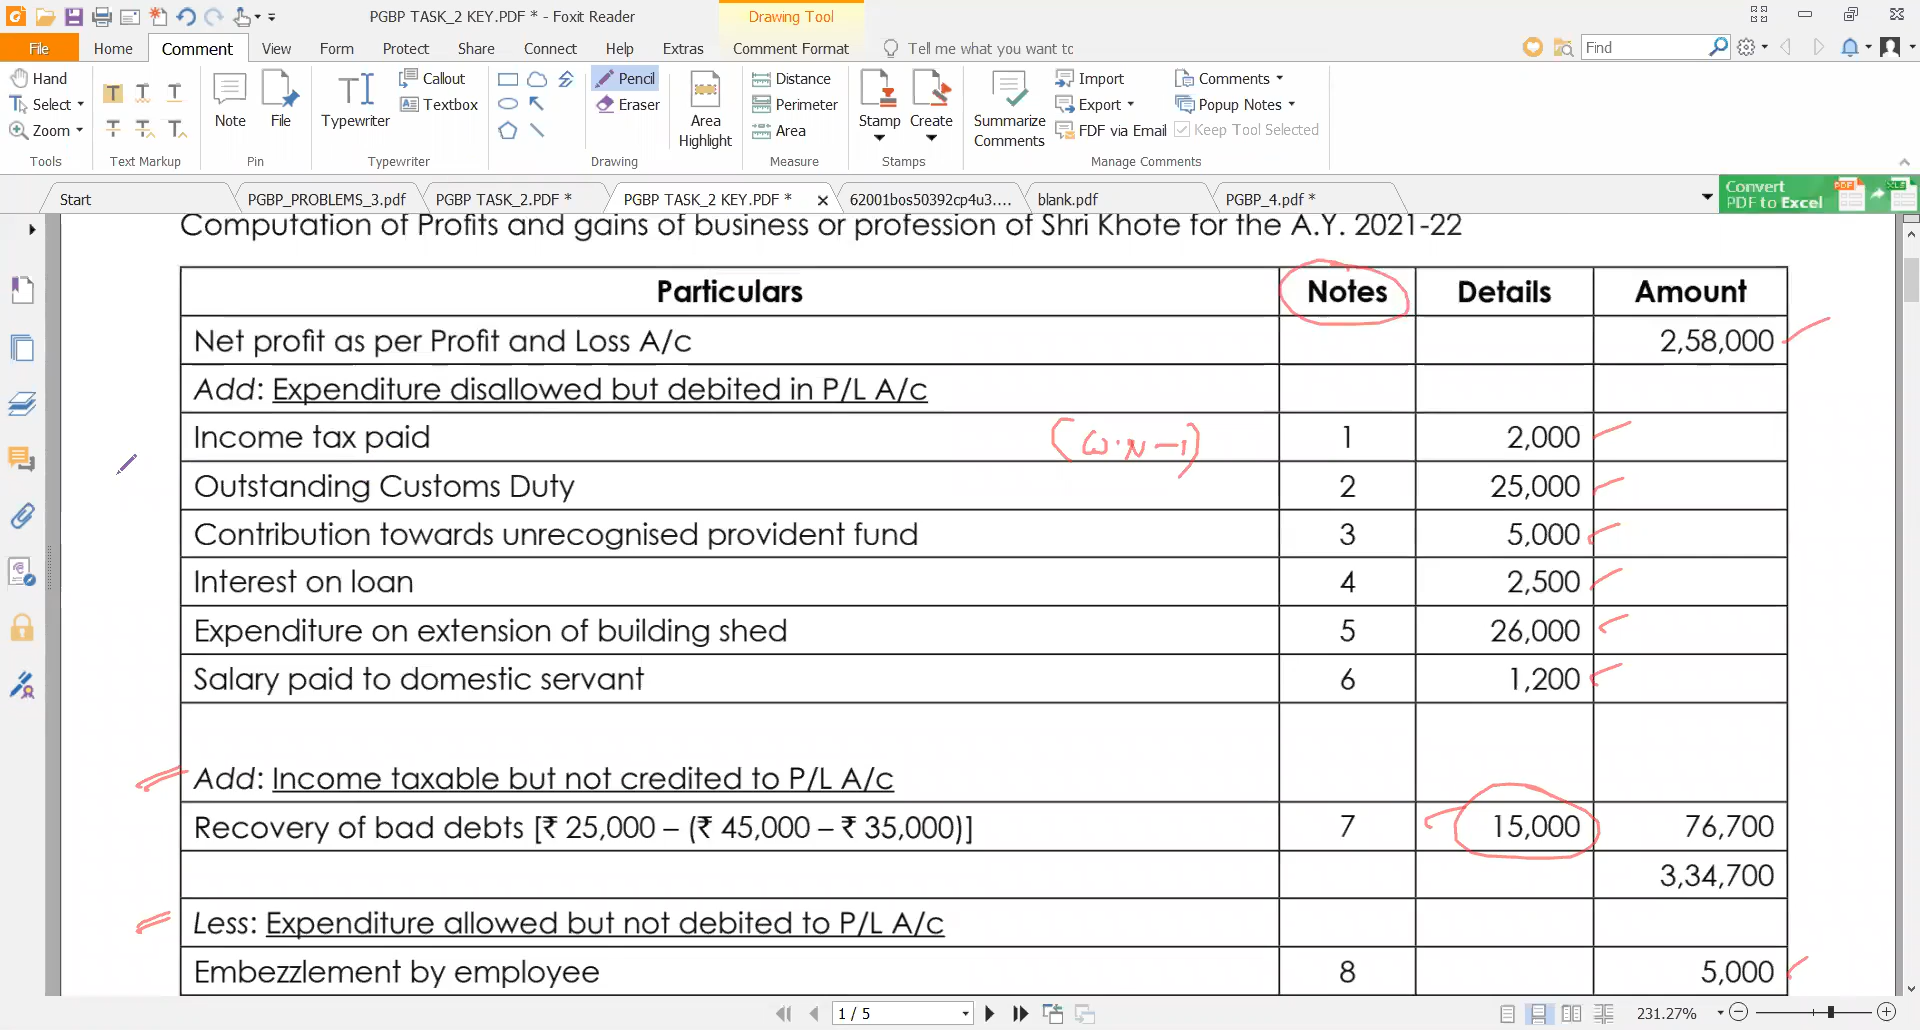 PGBP TASK_2 KEY.PDF * - Foxit Reader
Drawing Tool
File Home Comment View Form Protect Share Connect Help Extras Comment Format Tell me what you want to Find
Hand
Select
Zoom
Tools
Text Markup
Note
File
Pin
Typewriter
Callout
Textbox
Typewriter
Pencil
Eraser
Drawing
Area
Highlight
Distance
Perimeter
Area
Measure
Stamp
Create
Stamps
Summarize
Comments
Import
Export
FDF via Email
Comments
Popup Notes
Keep Tool Selected
Manage Comments
Start PGBP_PROBLEMS_3.pdf PGBP TASK_2.PDF * PGBP TASK_2 KEY.PDF * 62001bos50392cp4u3.... blank.pdf PGBP_4.pdf *
Convert
PDF to Excel
Computation of Profits and gains of business or profession of Shri Khote for the A.Y. 2021-22
Particulars Notes Details Amount
Net profit as per Profit and Loss A/c 2,58,000
Add: Expenditure disallowed but debited in P/L A/c
Income tax paid (W.N-1) 1 2,000
Outstanding Customs Duty 2 25,000
Contribution towards unrecognised provident fund 3 5,000
Interest on loan 4 2,500
Expenditure on extension of building shed 5 26,000
Salary paid to domestic servant 6 1,200
Add: Income taxable but not credited to P/L A/c
Recovery of bad debts [₹ 25,000 – (₹ 45,000 – ₹ 35,000)] 7 15,000 76,700
3,34,700
Less: Expenditure allowed but not debited to P/L A/c
Embezzlement by employee 8 5,000
1 / 5 231.27%